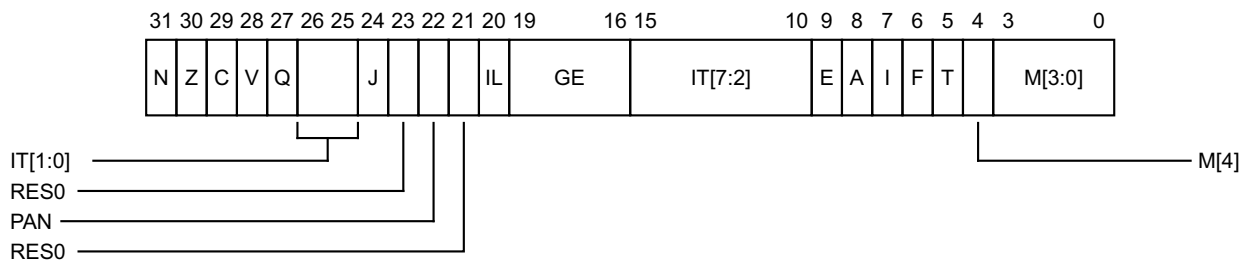 31 30 29 28 27 26 25 24 23 22 21 20 19 16 15 10 9 8 7 6 5 4 3 0
N Z C V Q J IL GE IT[7:2] E A I F T M[3:0]
IT[1:0] M[4]
RES0
PAN
RES0